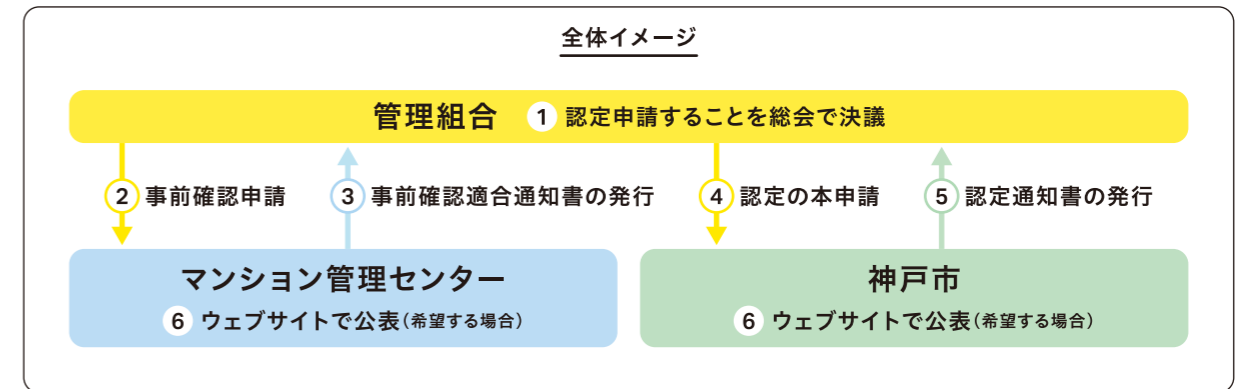 全体イメージ
管理組合 1 認定申請することを総会で決議
2 事前確認申請
3 事前確認適合通知書の発行
4 認定の本申請
5 認定通知書の発行
マンション管理センター
6 ウェブサイトで公表(希望する場合)
神戸市
6 ウェブサイトで公表(希望する場合)